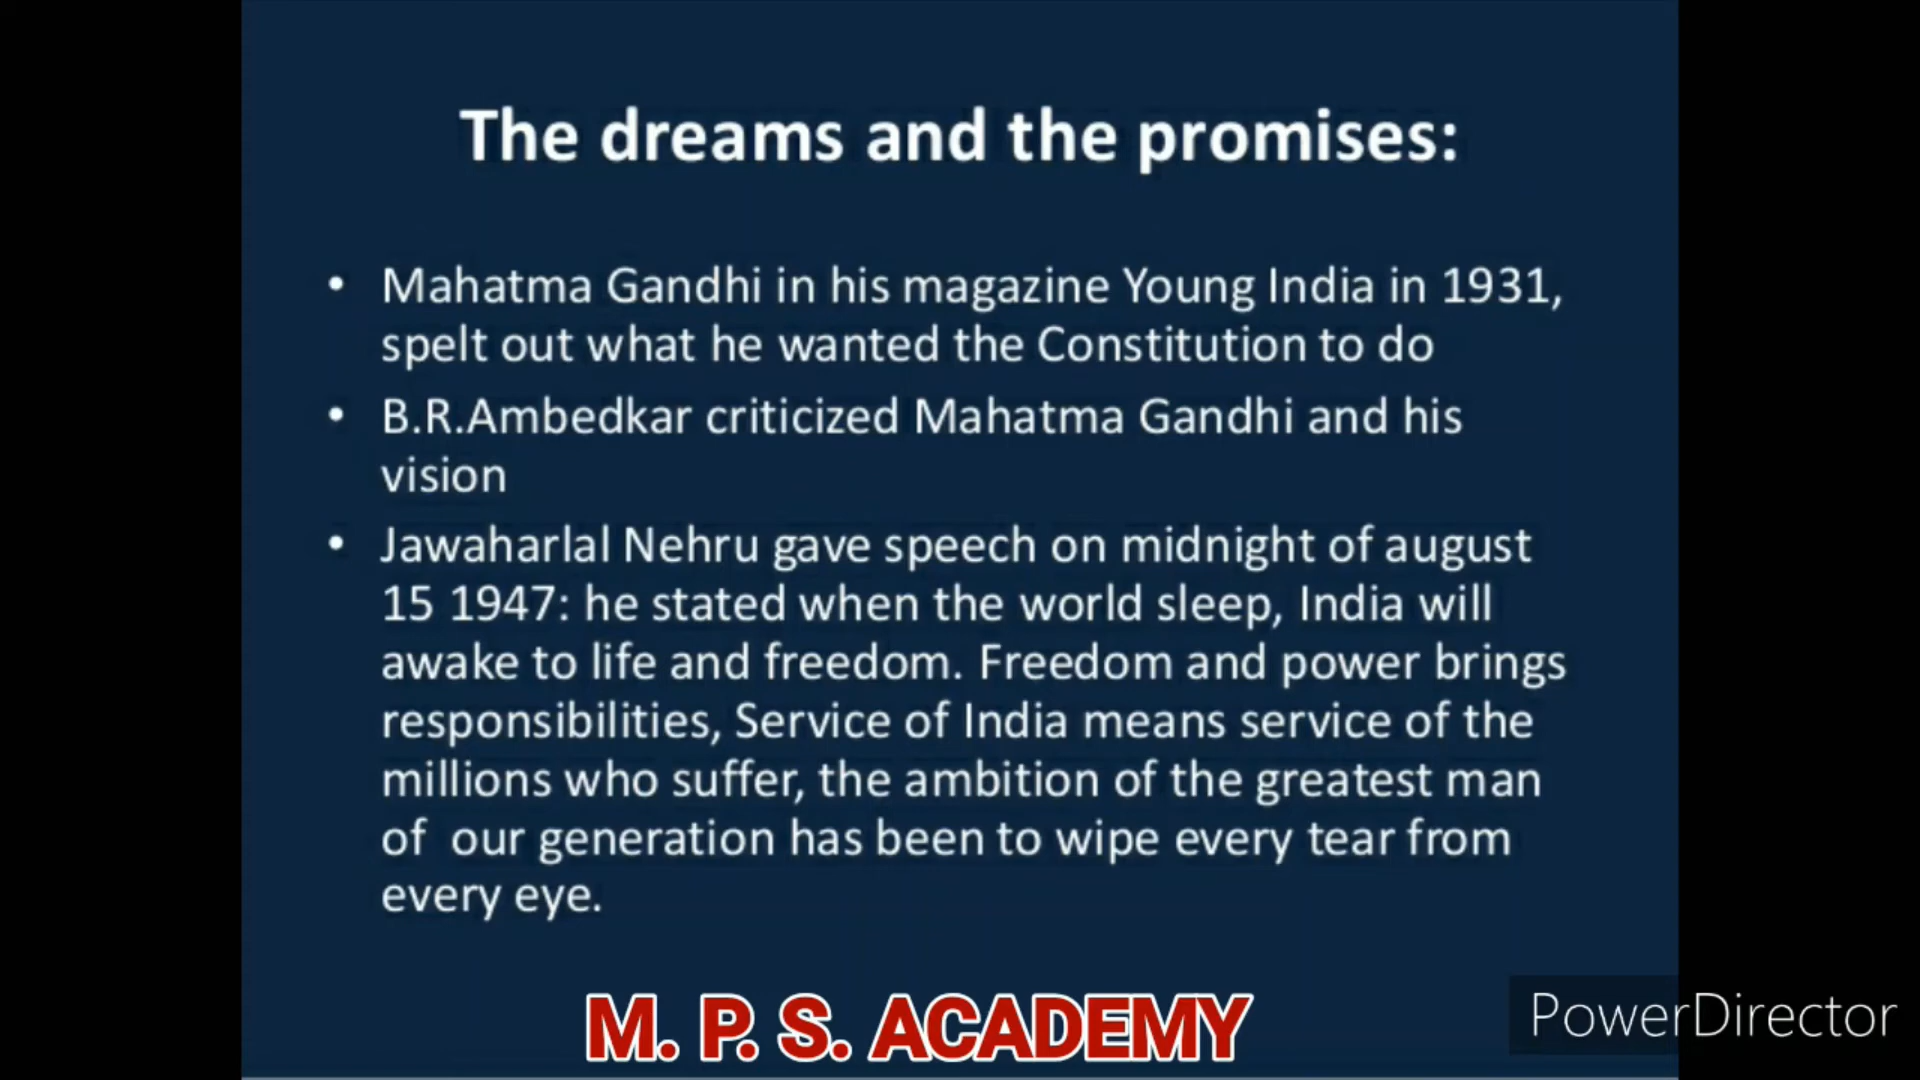 The dreams and the promises:
• Mahatma Gandhi in his magazine Young India in 1931,
spelt out what he wanted the Constitution to do
• B.R.Ambedkar criticized Mahatma Gandhi and his
vision
• Jawaharlal Nehru gave speech on midnight of august
15 1947: he stated when the world sleep, India will
awake to life and freedom. Freedom and power brings
responsibilities, Service of India means service of the
millions who suffer, the ambition of the greatest man
of our generation has been to wipe every tear from
every eye.
M. P. S. ACADEMY
PowerDirector